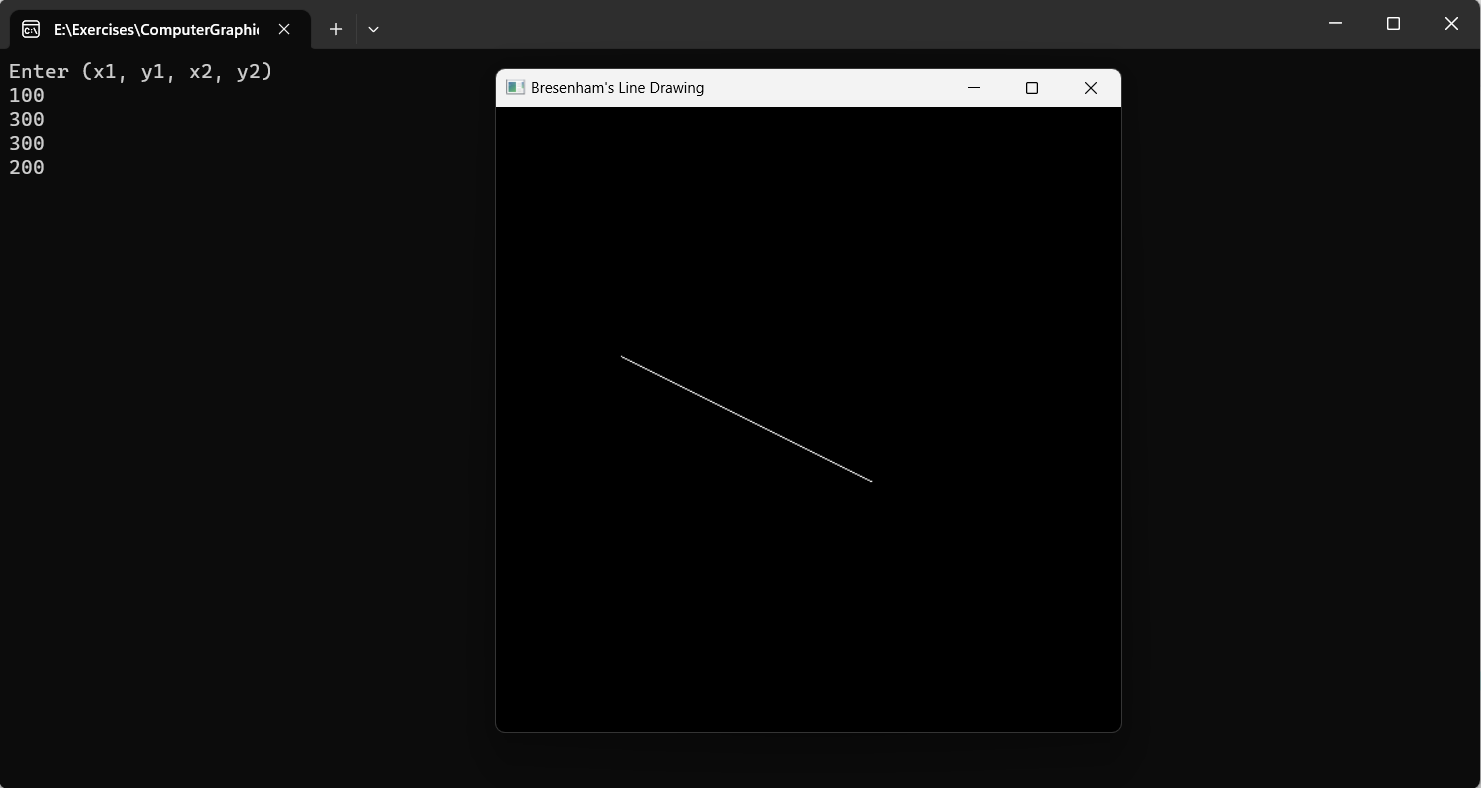 E:\Exercises\ComputerGraphi
Enter (x1, y1, x2, y2)
100
300
300
200
Bresenham's Line Drawing